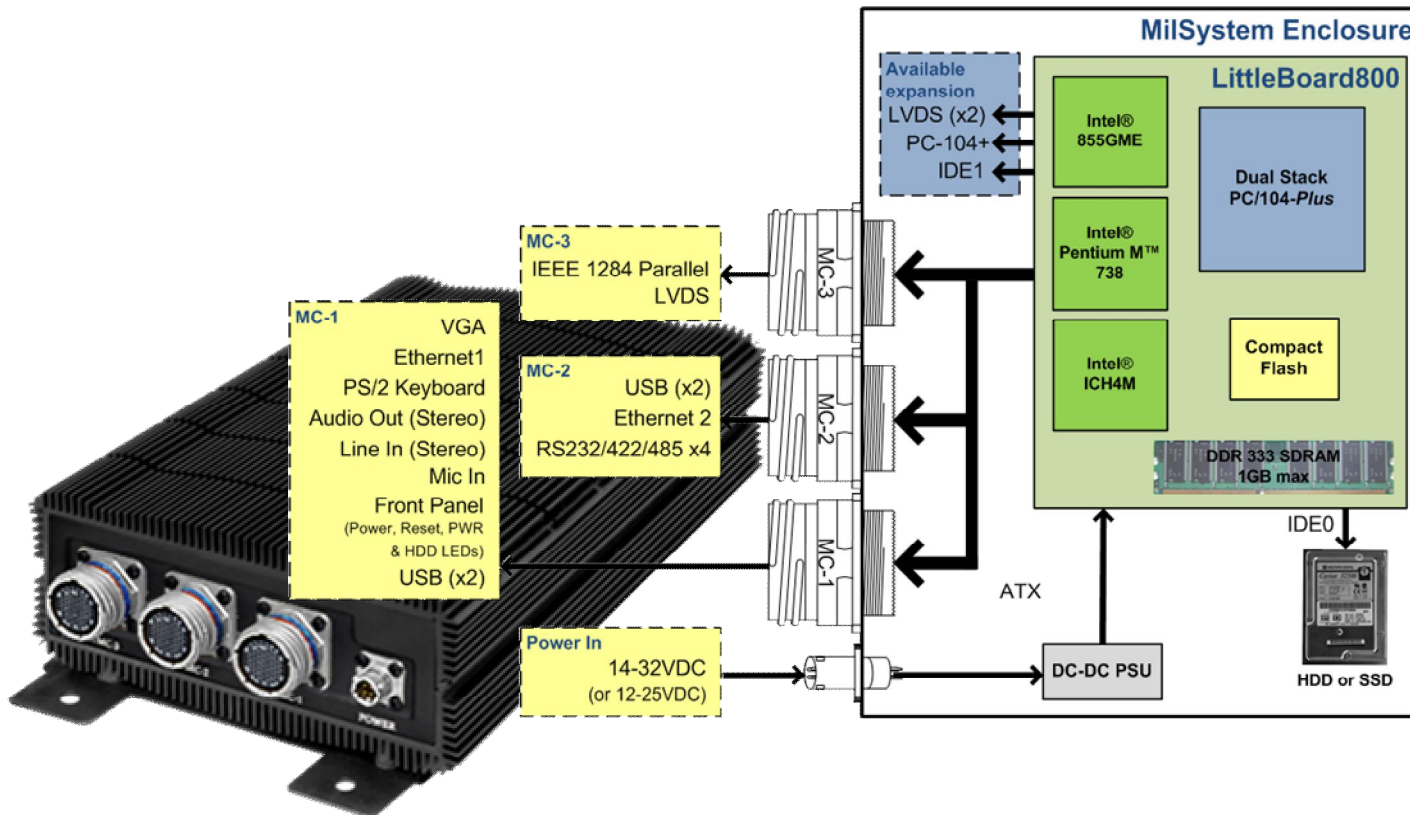 MilSystem Enclosure
LittleBoard800
Available
expansion
LVDS (x2)
PC-104+
IDE1
Intel®
855GME
Dual Stack
PC/104-Plus
Intel®
Pentium M™
738
Intel®
ICH4M
Compact
Flash
DDR 333 SDRAM
1GB max
MC-3
IEEE 1284 Parallel
LVDS
MC-3
MC-1
VGA
Ethernet1
PS/2 Keyboard
Audio Out (Stereo)
Line In (Stereo)
Mic In
Front Panel
(Power, Reset, PWR
& HDD LEDs)
USB (x2)
MC-2
USB (x2)
Ethernet 2
RS232/422/485 x4
MC-2
MC-1
IDE0
ATX
Power In
14-32VDC
(or 12-25VDC)
DC-DC PSU
HDD or SSD
POWER